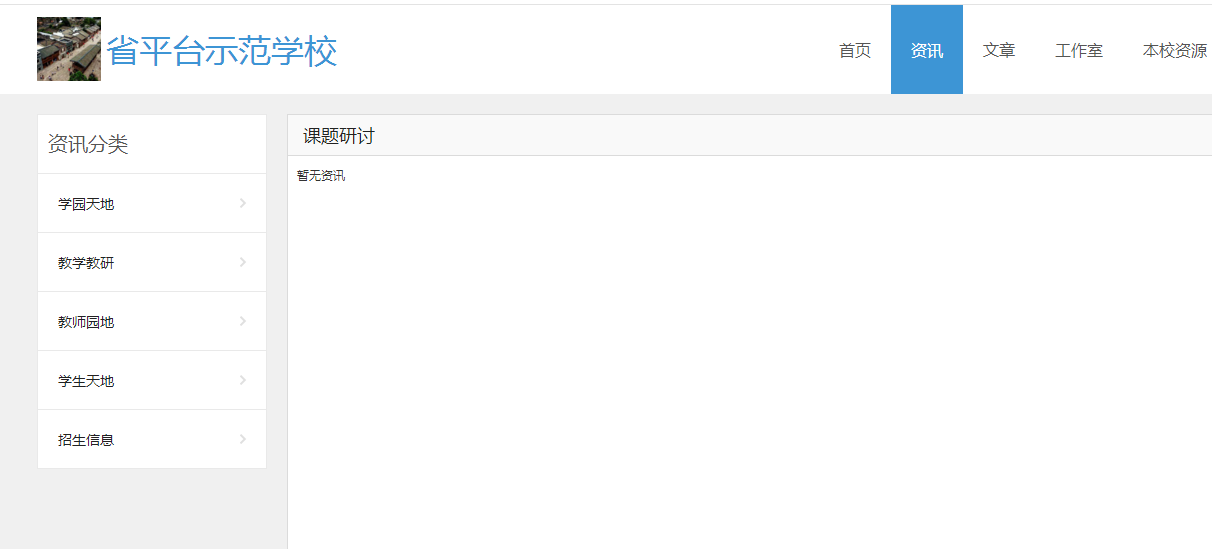 省平台示范学校
首页
资讯
文章
工作室
本校资源
资讯分类
学园天地
教学教研
教师园地
学生天地
招生信息
课题研讨
暂无资讯